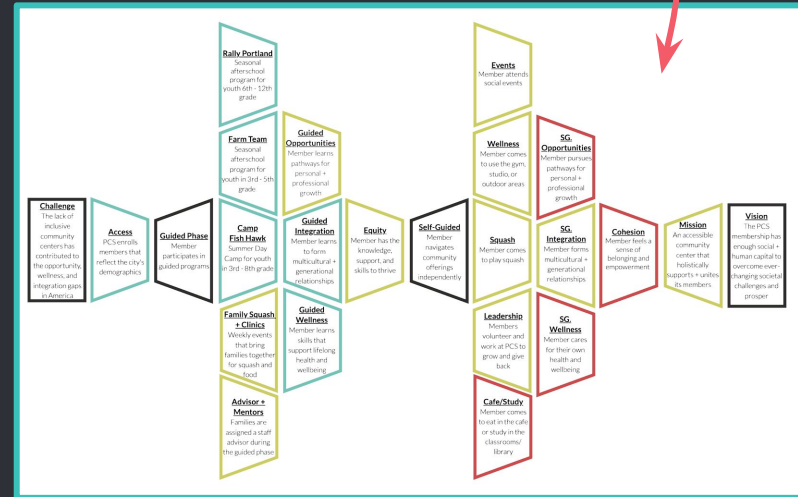 Challenge
The lack of
inclusive
community
centers has
contributed to
the opportunity,
wellness, and
integration gaps
in America
Access
PCS enrolls
members that
reflect the city's
demographics
Guided Phase
Member
participates in
guided programs
Rally Portland
Seasonal
afterschool
program for
youth 6th - 12th
grade
Farm Team
Seasonal
afterschool
program for
youth in 3rd - 5th
grade
Camp
Fish Hawk
Summer Day
Camp for youth
in 3rd - 8th grade
Family Squash
+ Clinics
Weekly events
that bring
families together
for squash and
food
Advisor +
Mentors
Families are
assigned a staff
advisor during
the guided phase
Guided
Opportunities
Member learns
pathways for
personal +
professional
growth
Guided
Integration
Member learns
to form
multicultural +
generational
relationships
Guided
Wellness
Member learns
skills that
support lifelong
health and
wellbeing
Equity
Member has the
knowledge,
support, and
skills to thrive
Self-Guided
Member
navigates
community
offerings
independently
Events
Member attends
social events
Wellness
Member comes
to use the gym,
studio, or
outdoor areas
Squash
Member comes
to play squash
Leadership
Members
volunteer and
work at PCS to
grow and give
back
Cafe/Study
Member comes
to eat in the cafe
or study in the
classrooms/
library
SG.
Opportunities
Member pursues
pathways for
personal +
professional
growth
SG.
Integration
Member forms
multicultural +
generational
relationships
SG.
Wellness
Member cares
for their own
health and
wellbeing
Cohesion
Member feels a
sense of
belonging and
empowerment
Mission
An accessible
community
center that
holistically
supports + unites
its members
Vision
The PCS
membership has
enough social +
human capital to
overcome ever-
changing societal
challenges and
prosper